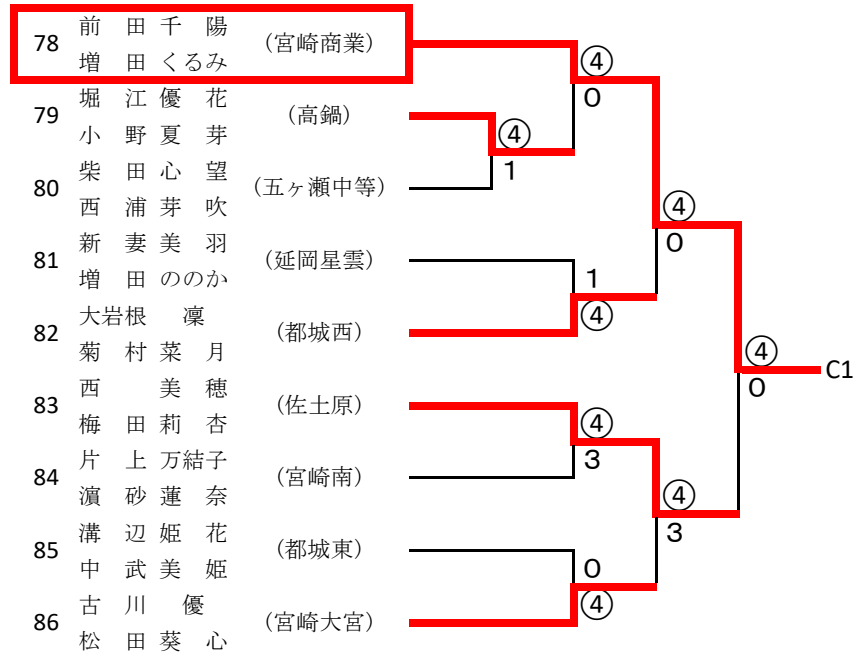 78 前 田 千 陽 (宮崎商業)
増 田 くるみ
79 堀 江 優 花 (高鍋)
小 野 夏 芽
80 柴 田 心 望 (五ヶ瀬中等)
西 浦 芽 吹
81 新 妻 美 羽 (延岡星雲)
増 田 ののか
82 大岩根 凜 (都城西)
菊 村 菜 月
83 西 美 穂 (佐土原)
梅 田 莉 杏
84 片 上 万結子 (宮崎南)
濵 砂 蓮 奈
85 溝 辺 姫 花 (都城東)
中 武 美 姫
86 古 川 優 (宮崎大宮)
松 田 葵 心
④
0
④
1
1
④
④
3
0
④
④
0
④
3
④
0
C1